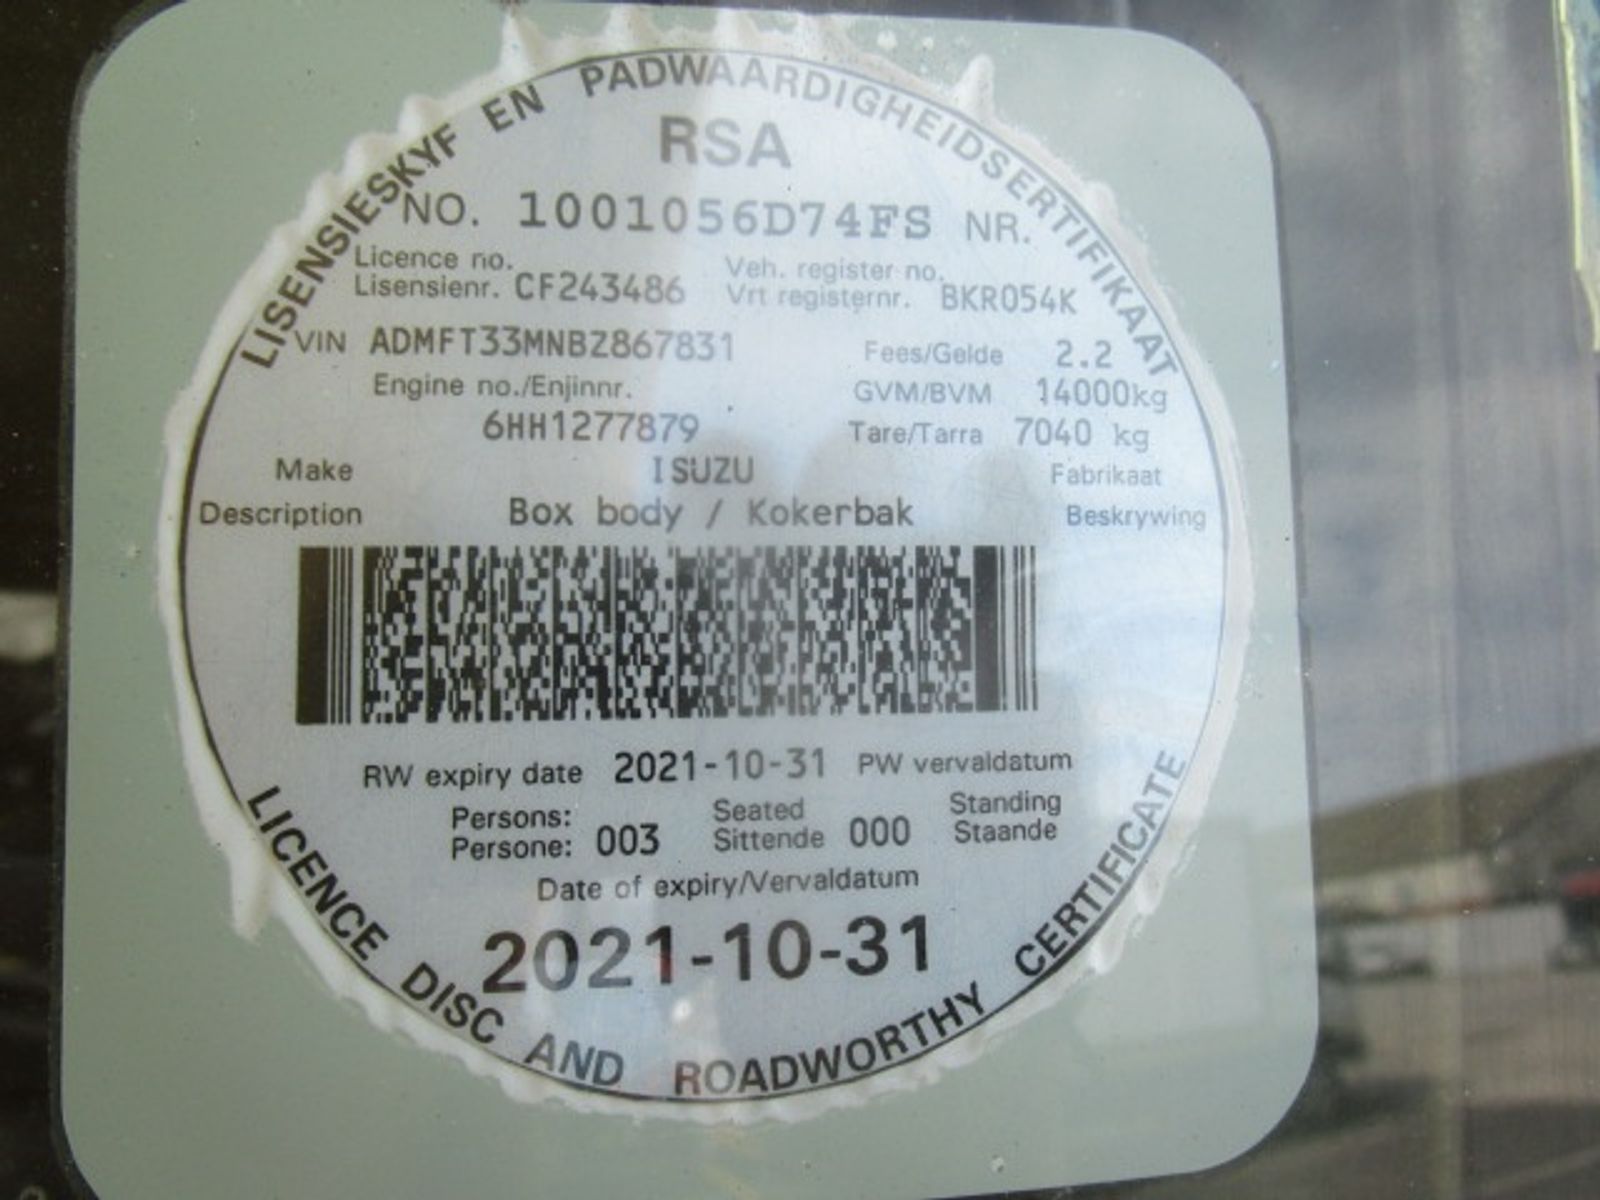 LISENSIESKYF EN PADWAARDIGHEIDSERTIFIKAAT
RSA
NO. 1001056D74FS NR.
Licence no.
Lisensienr. CF243486
Veh. register no.
Vrt registernr. BKR054K
VIN ADMFT33MNBZ867831
Fees/Gelde 2.2
Engine no./Enjinnr.
GVM/BVM 14000kg
6HH1277879
Tare/Tarra 7040 kg
Make ISUZU Fabrikaat
Description Box body / Kokerbak Beskrywing
RW expiry date 2021-10-31 PW vervaldatum
Persons: Seated Standing
Persone: 003 Sittende 000 Staande
Date of expiry/Vervaldatum
2021-10-31
LICENCE DISC AND ROADWORTHY CERTIFICATE